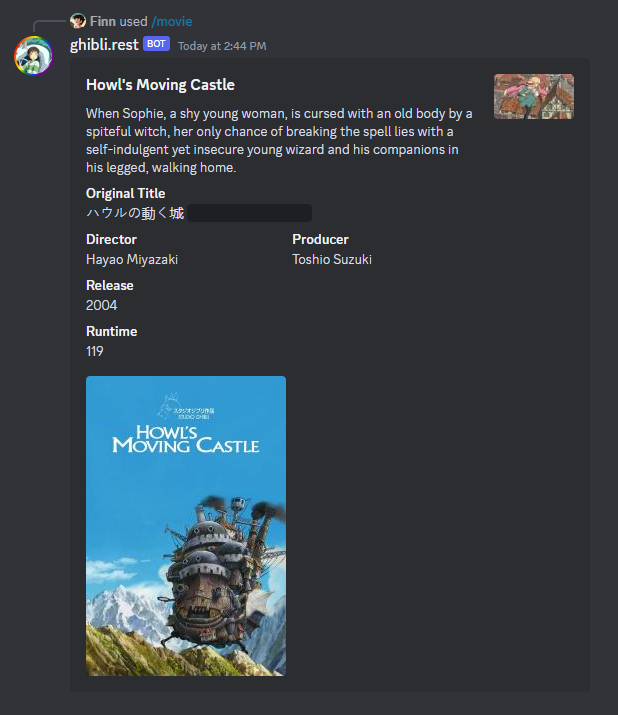 Finn used /movie
ghibli.rest BOT Today at 2:44 PM
Howl's Moving Castle
When Sophie, a shy young woman, is cursed with an old body by a
spiteful witch, her only chance of breaking the spell lies with a
self-indulgent yet insecure young wizard and his companions in
his legged, walking home.
Original Title
ハウルの動く城
Director
Producer
Hayao Miyazaki
Toshio Suzuki
Release
2004
Runtime
119
スタジオジブリ作品
STUDIO GHIBLI
HOWL'S
MOVING CASTLE